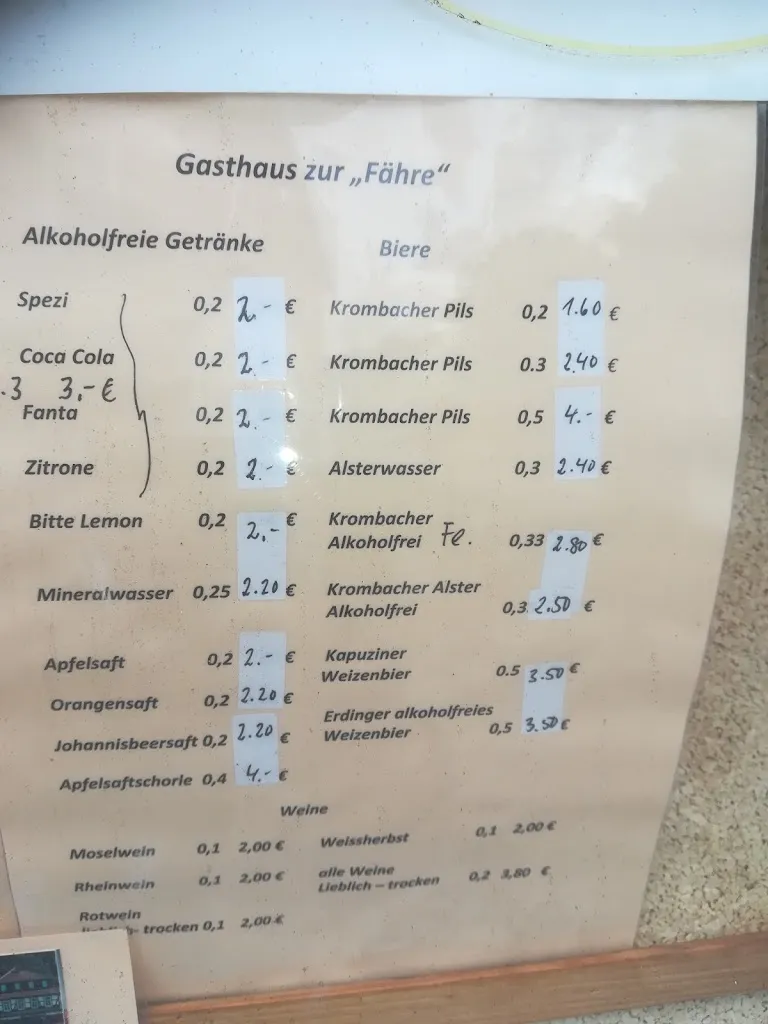 Gasthaus zur „Fähre“
Alkoholfreie Getränke
Spezi 0,2 2.- €
Coca Cola 0,2 2.- €
.3 3.- €
Fanta 0,2 2.- €
Zitrone 0,2 2.- €
Bitte Lemon 0,2 2.- €
Mineralwasser 0,25 2.20 €
Apfelsaft 0,2 2.- €
Orangensaft 0,2 2.20 €
Johannisbeersaft 0,2 2.20 €
Apfelsaftschorle 0,4 4.- €
Biere
Krombacher Pils 0,2 1.60 €
Krombacher Pils 0.3 2.40 €
Krombacher Pils 0,5 4.- €
Alsterwasser 0,3 2.40 €
Krombacher
Alkoholfrei Fl. 0,33 2.80 €
Krombacher Alster
Alkoholfrei 0,3 2.50 €
Kapuziner
Weizenbier 0.5 3.50 €
Erdinger alkoholfreies
Weizenbier 0,5 3.50 €
Weine
Moselwein 0,1 2,00 €
Rheinwein 0,1 2,00 €
Rotwein
- trocken 0,1 2,00 €
Weissherbst 0,1 2,00 €
alle Weine
Lieblich – trocken 0,2 3,80 €